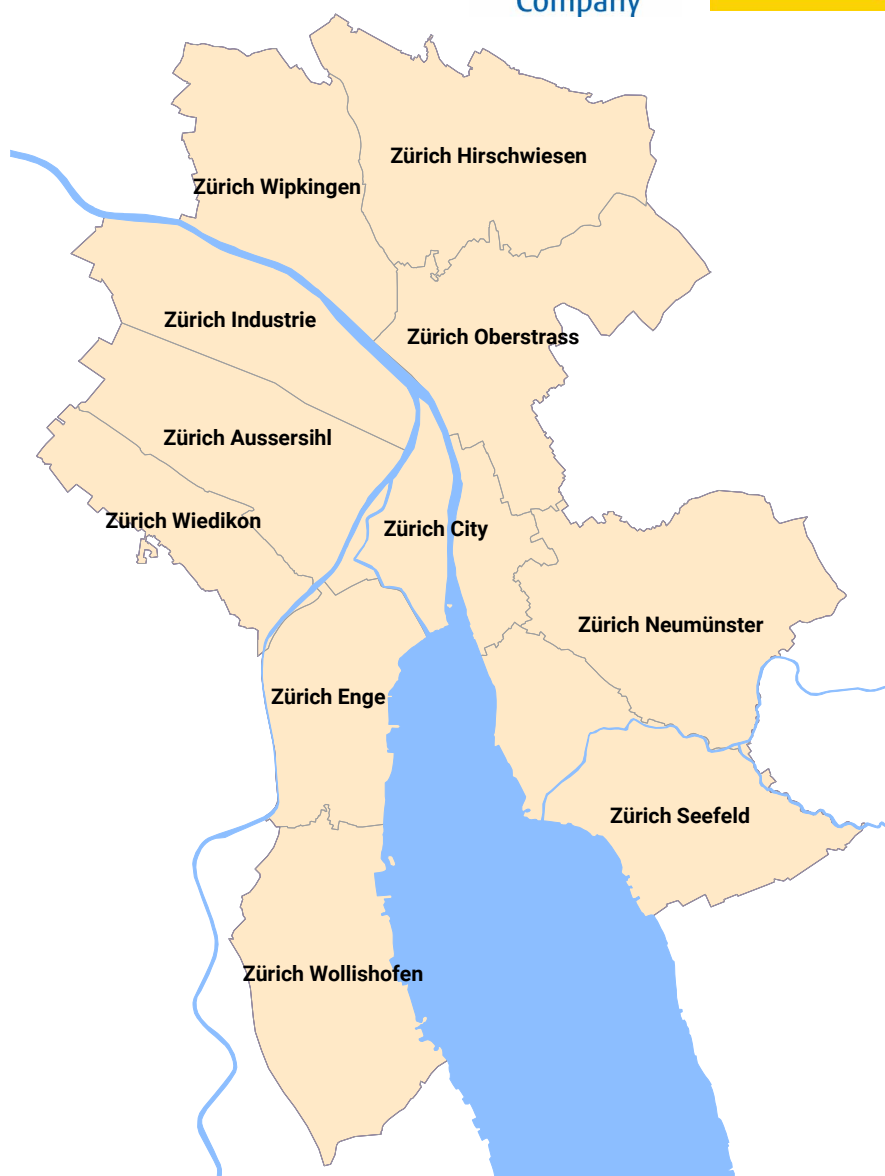 Company
Zürich Hirschwiesen
Zürich Wipkingen
Zürich Industrie
Zürich Oberstrass
Zürich Aussersihl
Zürich Wiedikon
Zürich City
Zürich Neumünster
Zürich Enge
Zürich Seefeld
Zürich Wollishofen